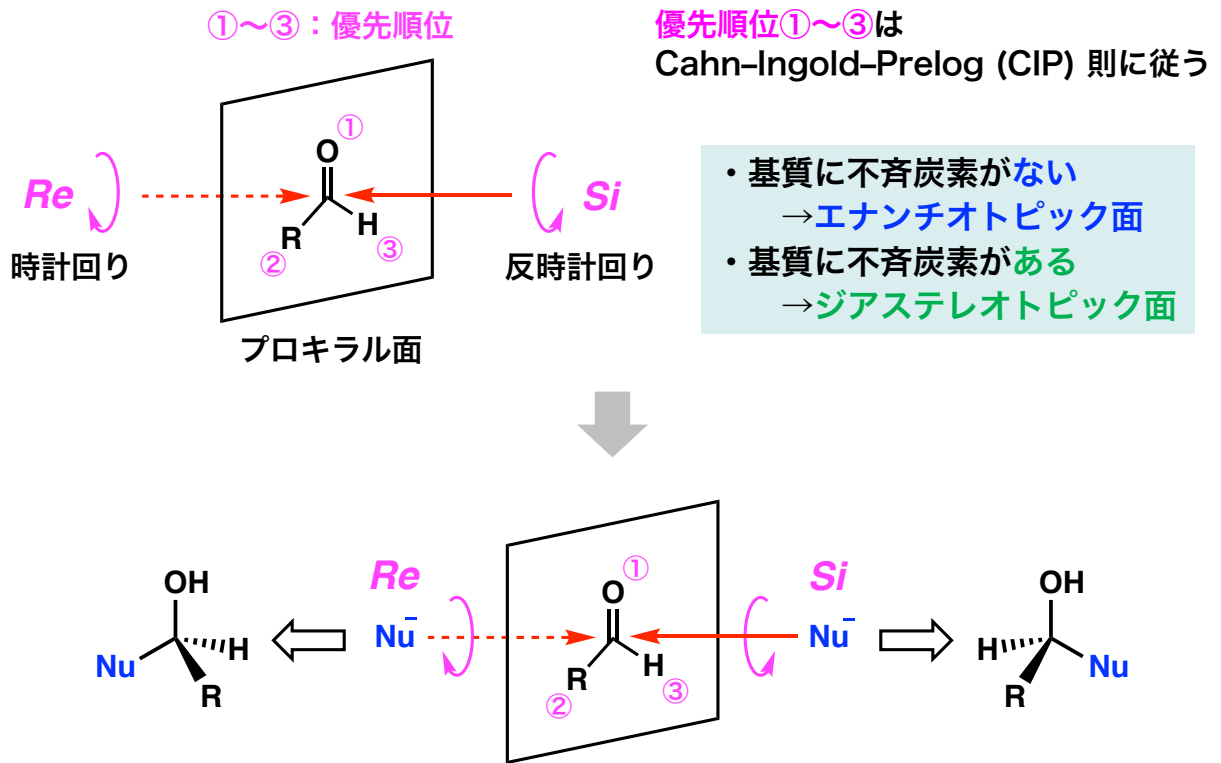 ①〜③：優先順位
優先順位①〜③は
Cahn–Ingold–Prelog (CIP) 則に従う
①
O
Re
R
H
Si
②
③
時計回り
反時計回り
プロキラル面
・基質に不斉炭素がない
→エナンチオトピック面
・基質に不斉炭素がある
→ジアステレオトピック面
OH
H
Nu
R
Re
Nu⁻
①
O
R
H
②
③
Si
Nu⁻
OH
H
R
Nu